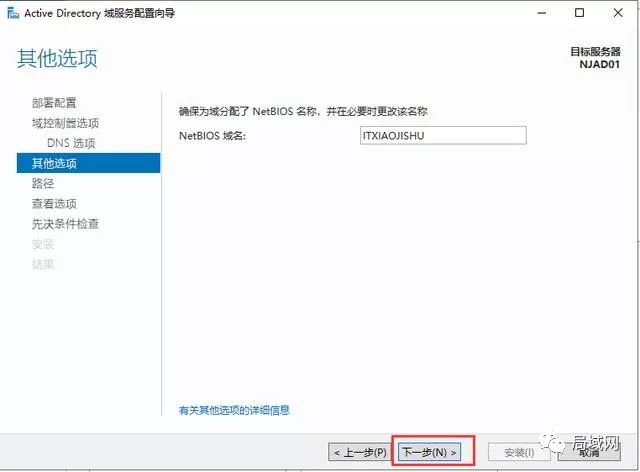 Active Directory 域服务配置向导
其他选项
目标服务器
NJAD01
部署配置
域控制器选项
DNS 选项
其他选项
路径
查看选项
先决条件检查
安装
结果
确保为域分配了 NetBIOS 名称，并在必要时更改该名称
NetBIOS 域名:
ITXIAOJISHU
有关其他选项的详细信息
< 上一步(P)
下一步(N) >
安装(I)
取消
局域网